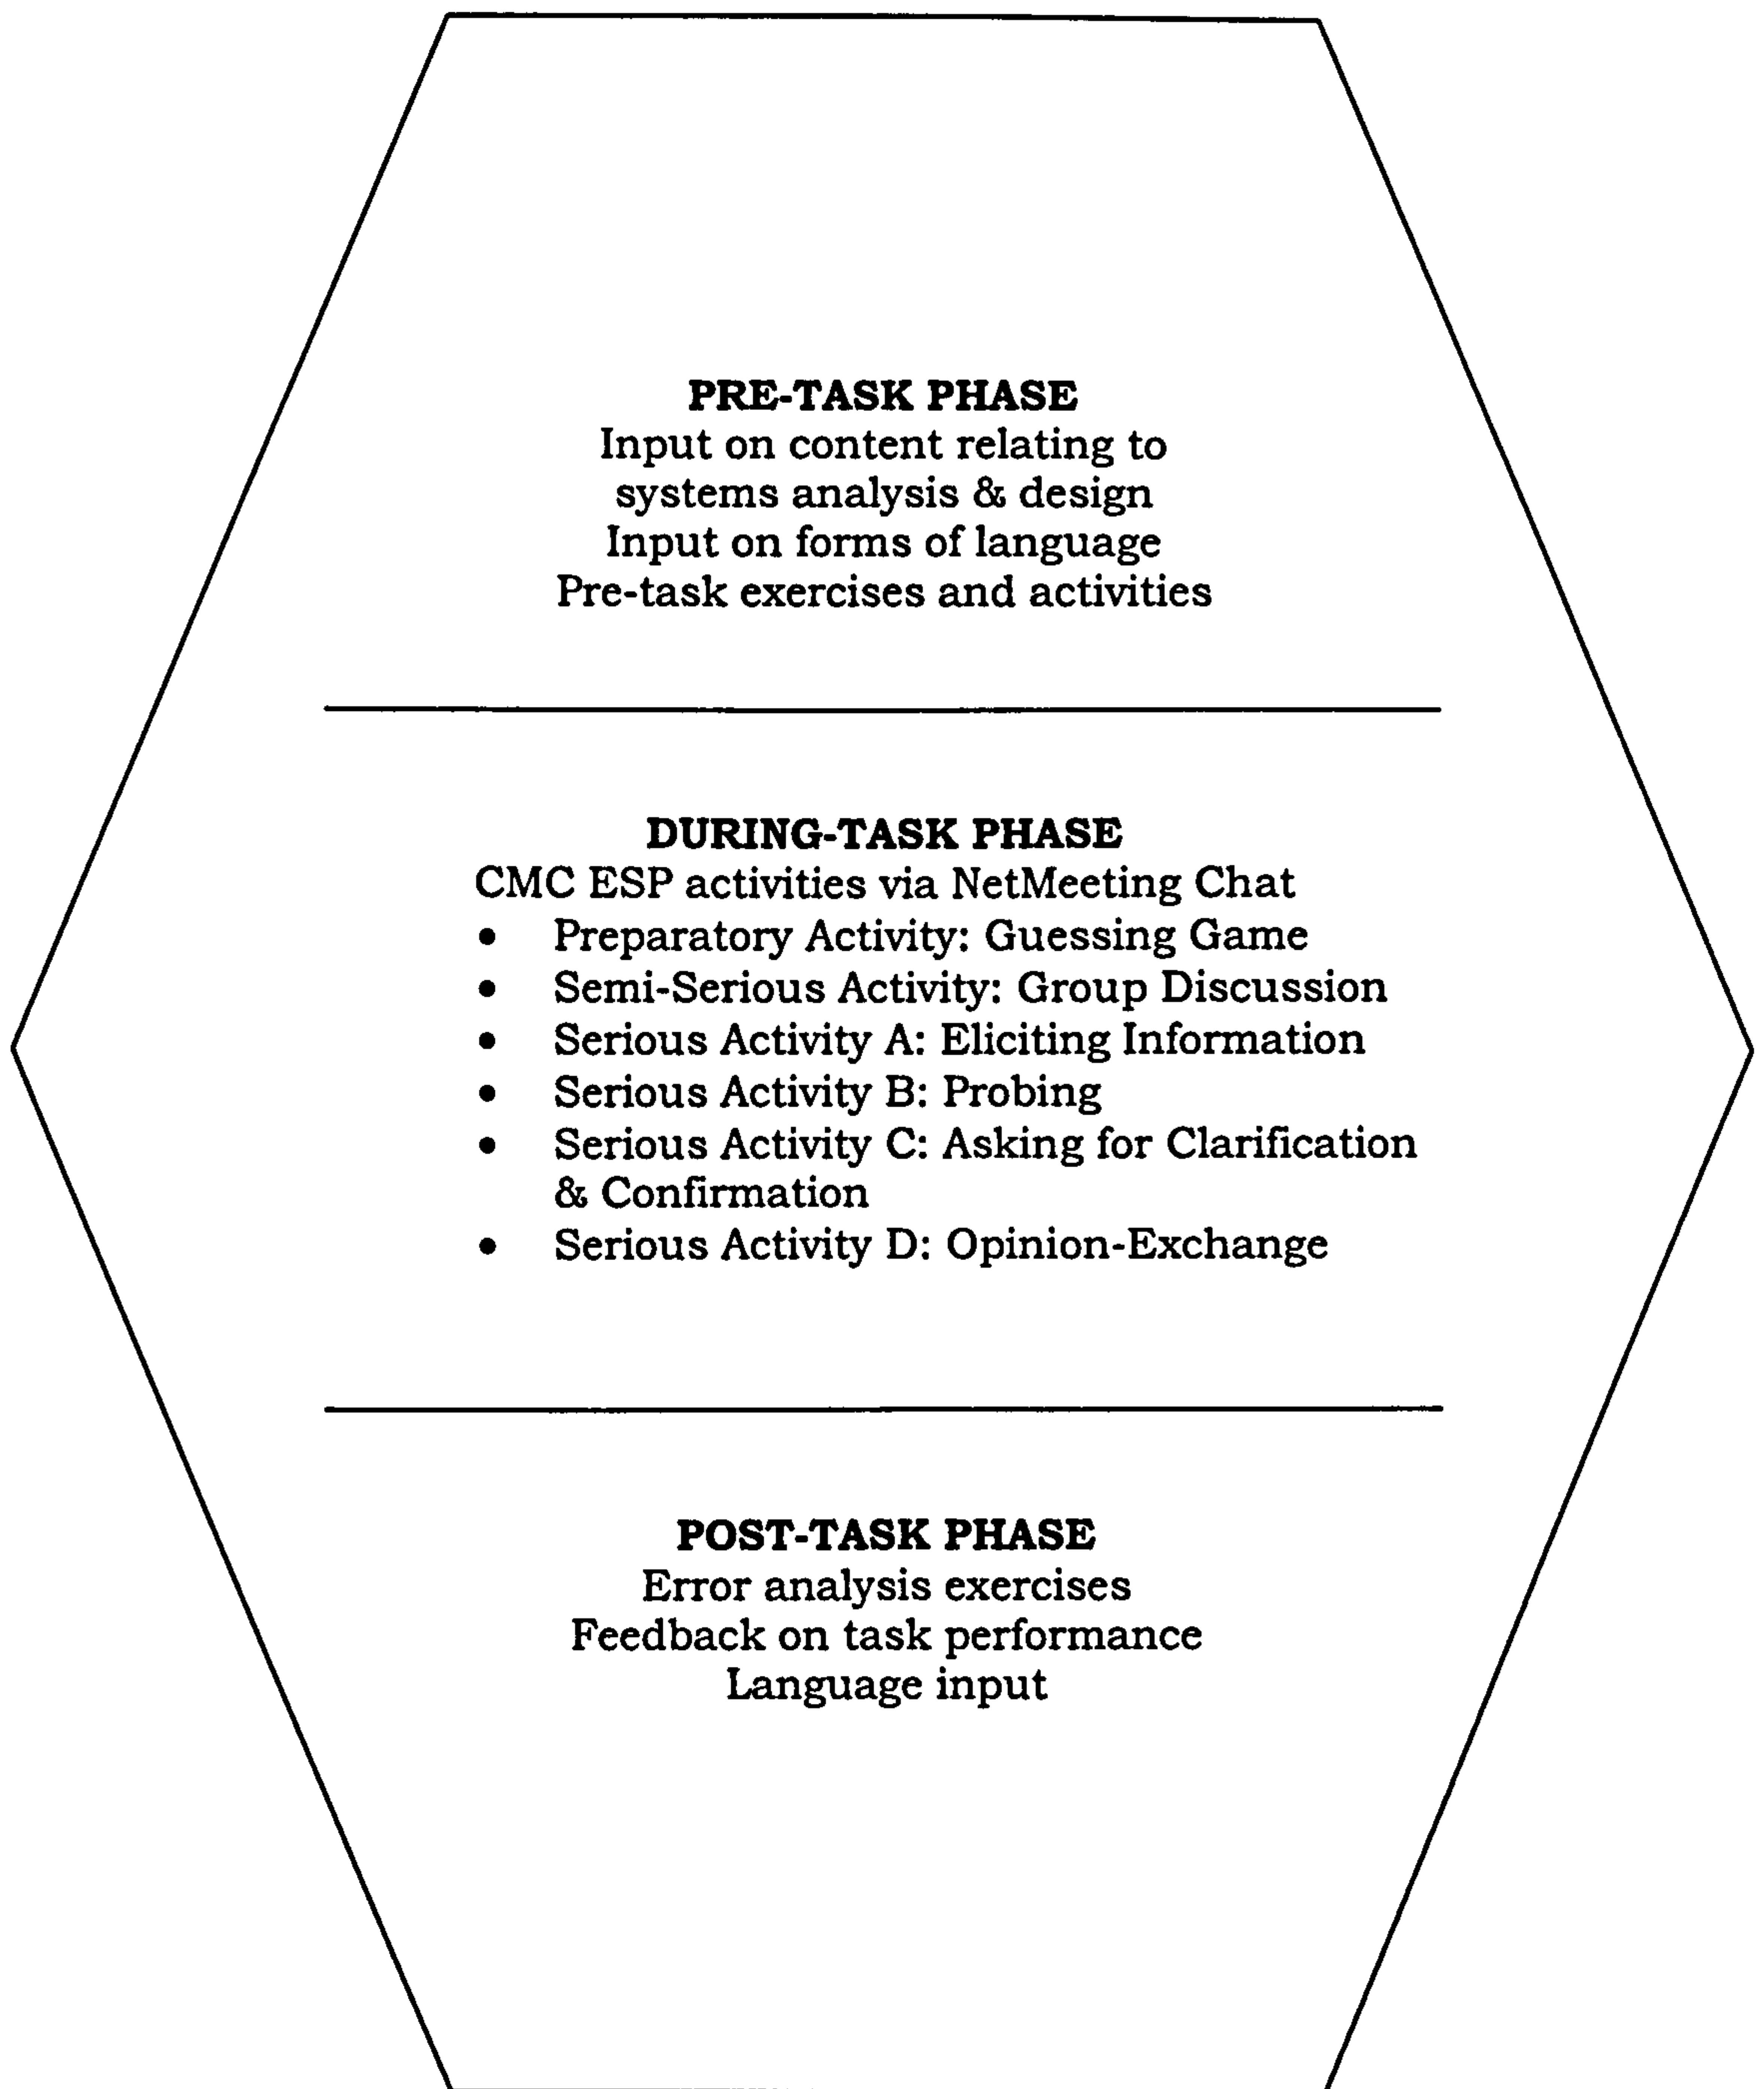 PRE-TASK PHASE
Input on content relating to
systems analysis & design
Input on forms of language
Pre-task exercises and activities
DURING-TASK PHASE
CMC ESP activities via NetMeeting Chat
• Preparatory Activity: Guessing Game
• Semi-Serious Activity: Group Discussion
• Serious Activity A: Eliciting Information
• Serious Activity B: Probing
• Serious Activity C: Asking for Clarification
& Confirmation
• Serious Activity D: Opinion-Exchange
POST-TASK PHASE
Error analysis exercises
Feedback on task performance
Language input